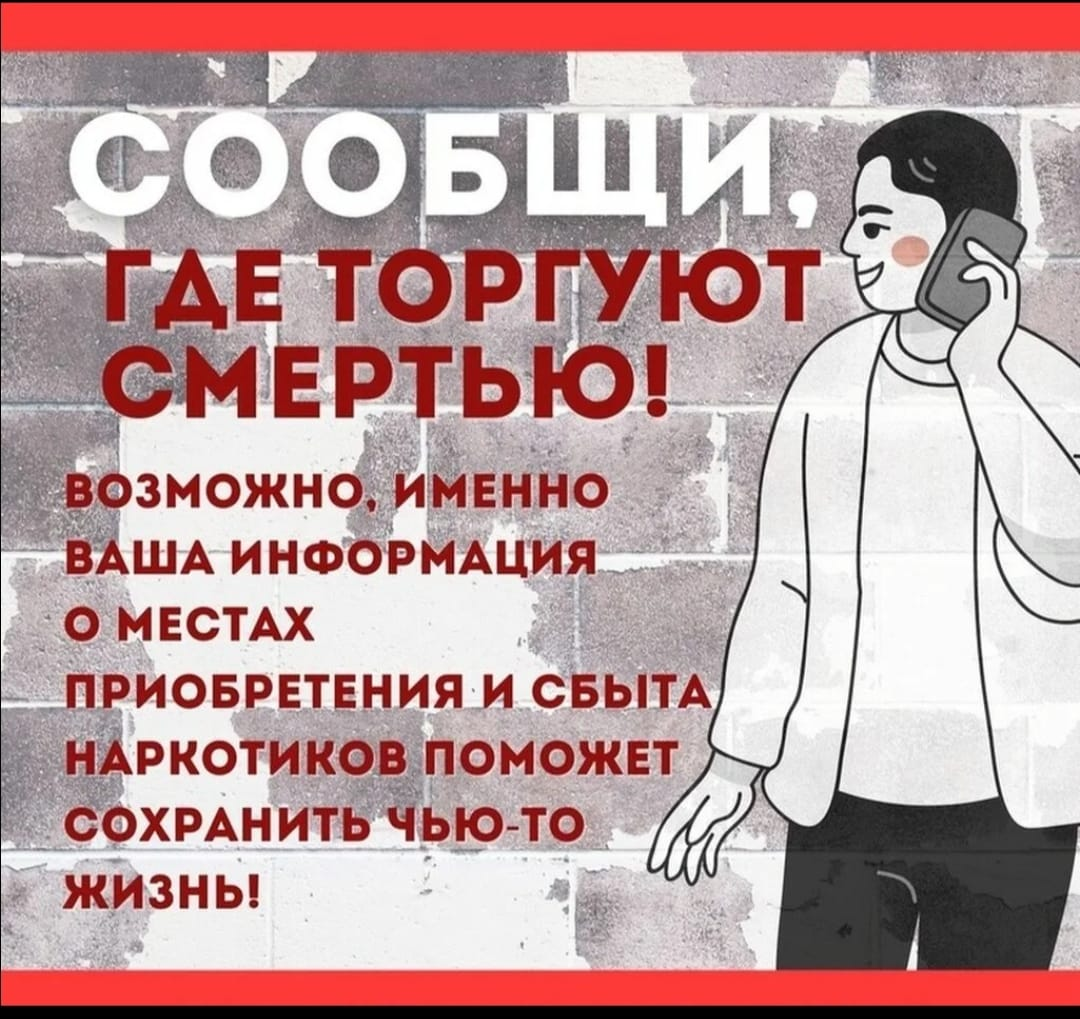 СООБЩИ,
ГДЕ ТОРГУЮТ
СМЕРТЬЮ!
ВОЗМОЖНО, ИМЕННО
ВАША ИНФОРМАЦИЯ
О МЕСТАХ
ПРИОБРЕТЕНИЯ И СБЫТА
НАРКОТИКОВ ПОМОЖЕТ
СОХРАНИТЬ ЧЬЮ-ТО
ЖИЗНЬ!